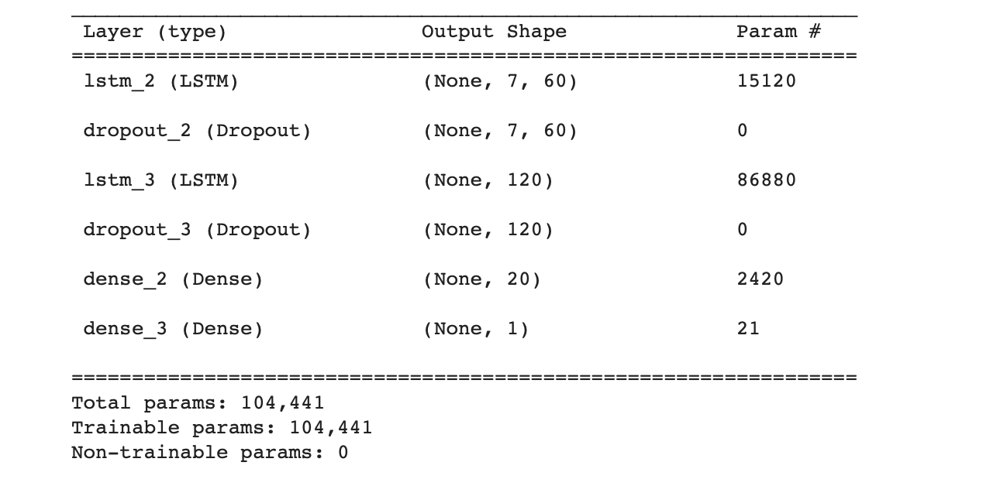 Layer (type) Output Shape Param #
lstm_2 (LSTM) (None, 7, 60) 15120
dropout_2 (Dropout) (None, 7, 60) 0
lstm_3 (LSTM) (None, 120) 86880
dropout_3 (Dropout) (None, 120) 0
dense_2 (Dense) (None, 20) 2420
dense_3 (Dense) (None, 1) 21
Total params: 104,441
Trainable params: 104,441
Non-trainable params: 0